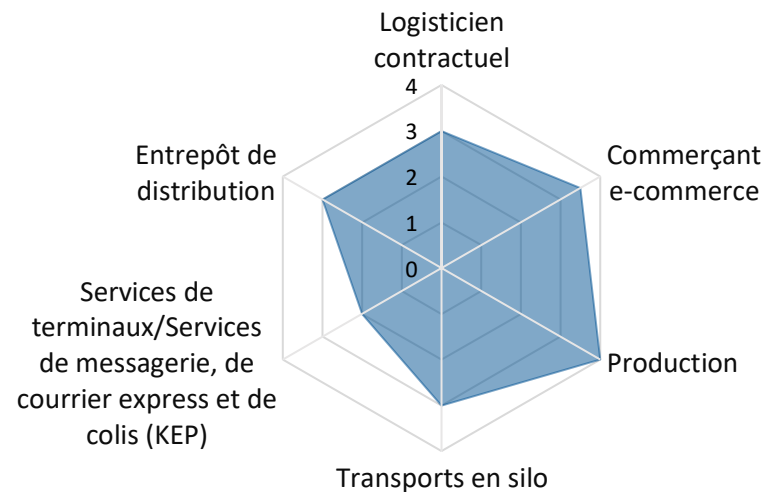 Logisticien
contractuel
4
3
2
1
0
Commerçant
e-commerce
Production
Transports en silo
Services de
terminaux/Services
de messagerie, de
courrier express et de
colis (KEP)
Entrepôt de
distribution